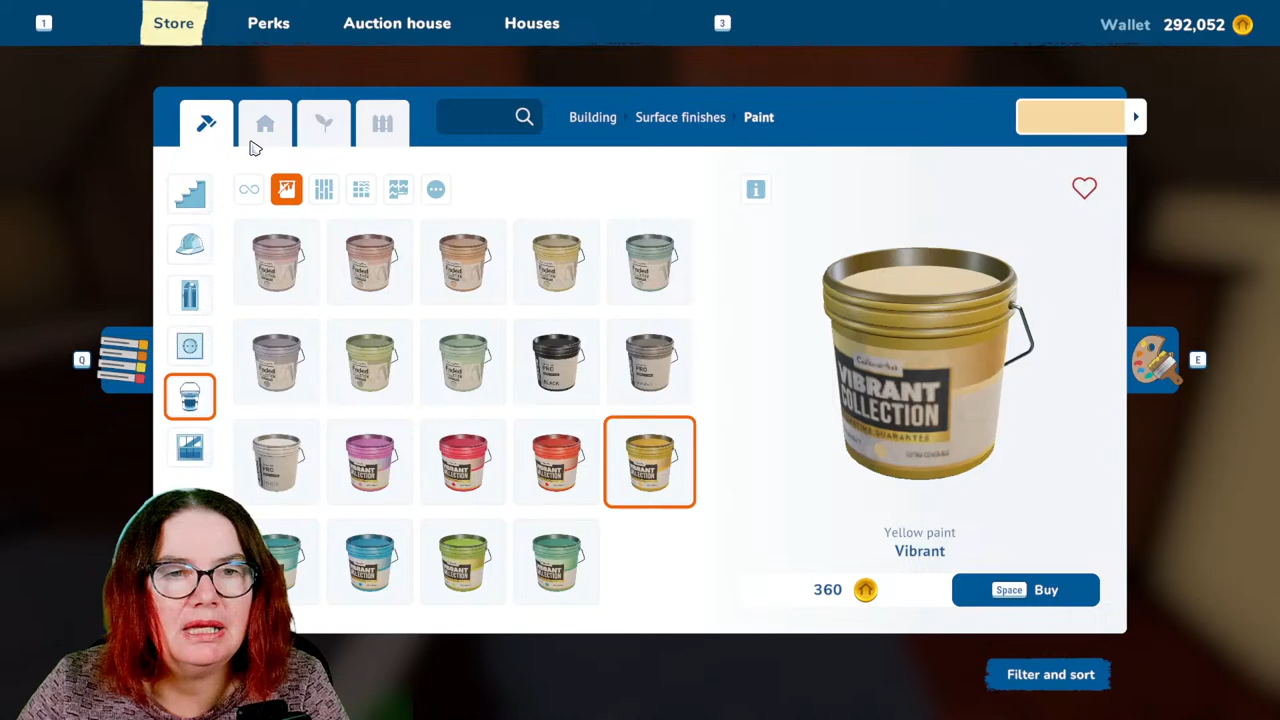 1
Store
Perks
Auction house
Houses
3
Wallet 292,052
Building Surface finishes Paint
i
Q
E
VIBRANT
COLLECTION
Yellow paint
Vibrant
360
Space Buy
Filter and sort